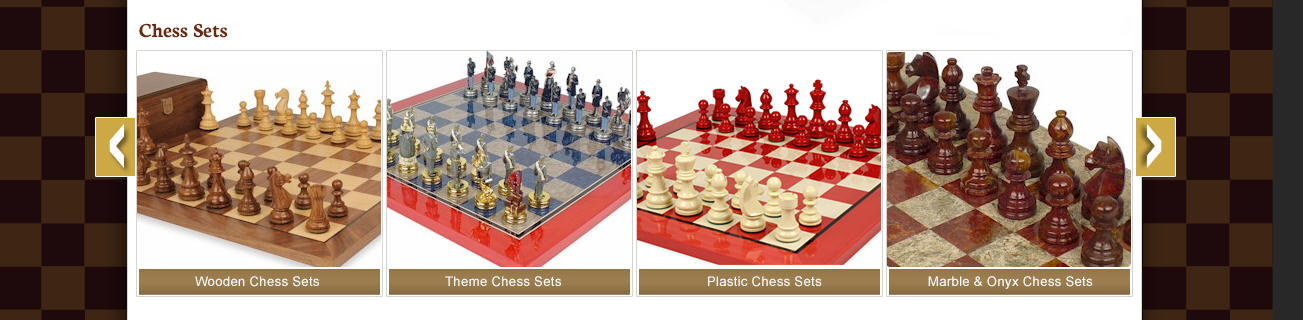 Chess Sets
Wooden Chess Sets
Theme Chess Sets
Plastic Chess Sets
Marble & Onyx Chess Sets